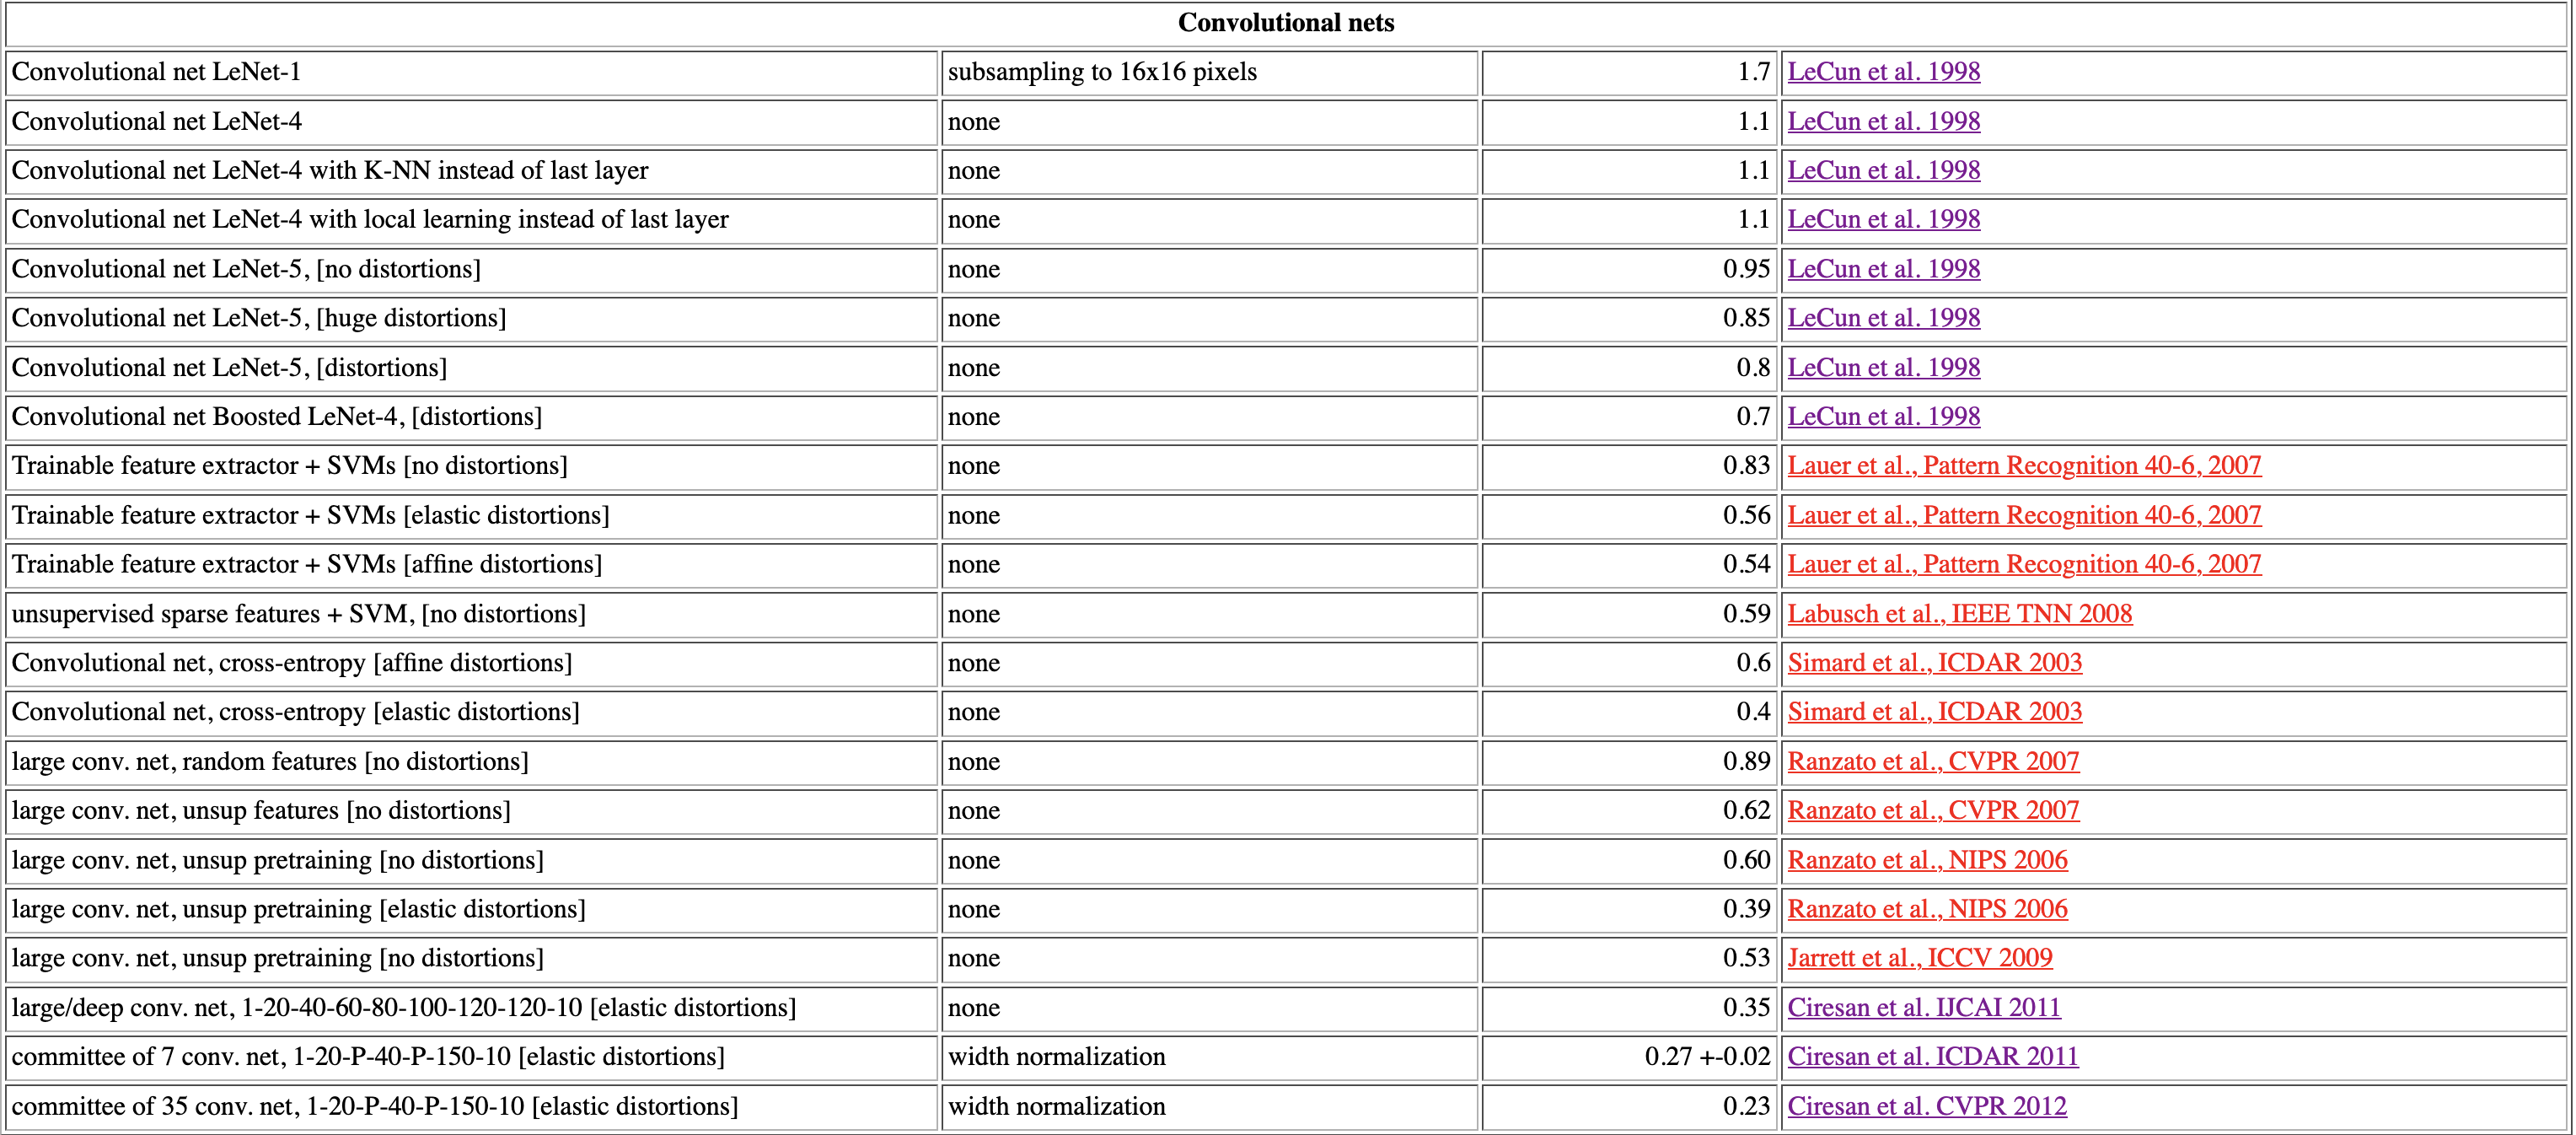 Convolutional nets
Convolutional net LeNet-1 subsampling to 16x16 pixels 1.7 LeCun et al. 1998
Convolutional net LeNet-4 none 1.1 LeCun et al. 1998
Convolutional net LeNet-4 with K-NN instead of last layer none 1.1 LeCun et al. 1998
Convolutional net LeNet-4 with local learning instead of last layer none 1.1 LeCun et al. 1998
Convolutional net LeNet-5, [no distortions] none 0.95 LeCun et al. 1998
Convolutional net LeNet-5, [huge distortions] none 0.85 LeCun et al. 1998
Convolutional net LeNet-5, [distortions] none 0.8 LeCun et al. 1998
Convolutional net Boosted LeNet-4, [distortions] none 0.7 LeCun et al. 1998
Trainable feature extractor + SVMs [no distortions] none 0.83 Lauer et al., Pattern Recognition 40-6, 2007
Trainable feature extractor + SVMs [elastic distortions] none 0.56 Lauer et al., Pattern Recognition 40-6, 2007
Trainable feature extractor + SVMs [affine distortions] none 0.54 Lauer et al., Pattern Recognition 40-6, 2007
unsupervised sparse features + SVM, [no distortions] none 0.59 Labusch et al., IEEE TNN 2008
Convolutional net, cross-entropy [affine distortions] none 0.6 Simard et al., ICDAR 2003
Convolutional net, cross-entropy [elastic distortions] none 0.4 Simard et al., ICDAR 2003
large conv. net, random features [no distortions] none 0.89 Ranzato et al., CVPR 2007
large conv. net, unsup features [no distortions] none 0.62 Ranzato et al., CVPR 2007
large conv. net, unsup pretraining [no distortions] none 0.60 Ranzato et al., NIPS 2006
large conv. net, unsup pretraining [elastic distortions] none 0.39 Ranzato et al., NIPS 2006
large conv. net, unsup pretraining [no distortions] none 0.53 Jarrett et al., ICCV 2009
large/deep conv. net, 1-20-40-60-80-100-120-120-10 [elastic distortions] none 0.35 Ciresan et al. IJCAI 2011
committee of 7 conv. net, 1-20-P-40-P-150-10 [elastic distortions] width normalization 0.27 +-0.02 Ciresan et al. ICDAR 2011
committee of 35 conv. net, 1-20-P-40-P-150-10 [elastic distortions] width normalization 0.23 Ciresan et al. CVPR 2012